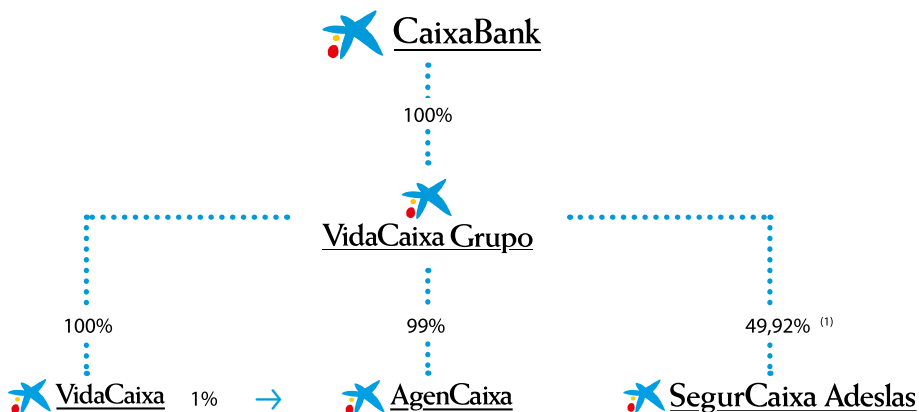 CaixaBank
100%
VidaCaixa Grupo
100%
99%
49,92% (1)
VidaCaixa
1%
AgenCaixa
SegurCaixa Adeslas